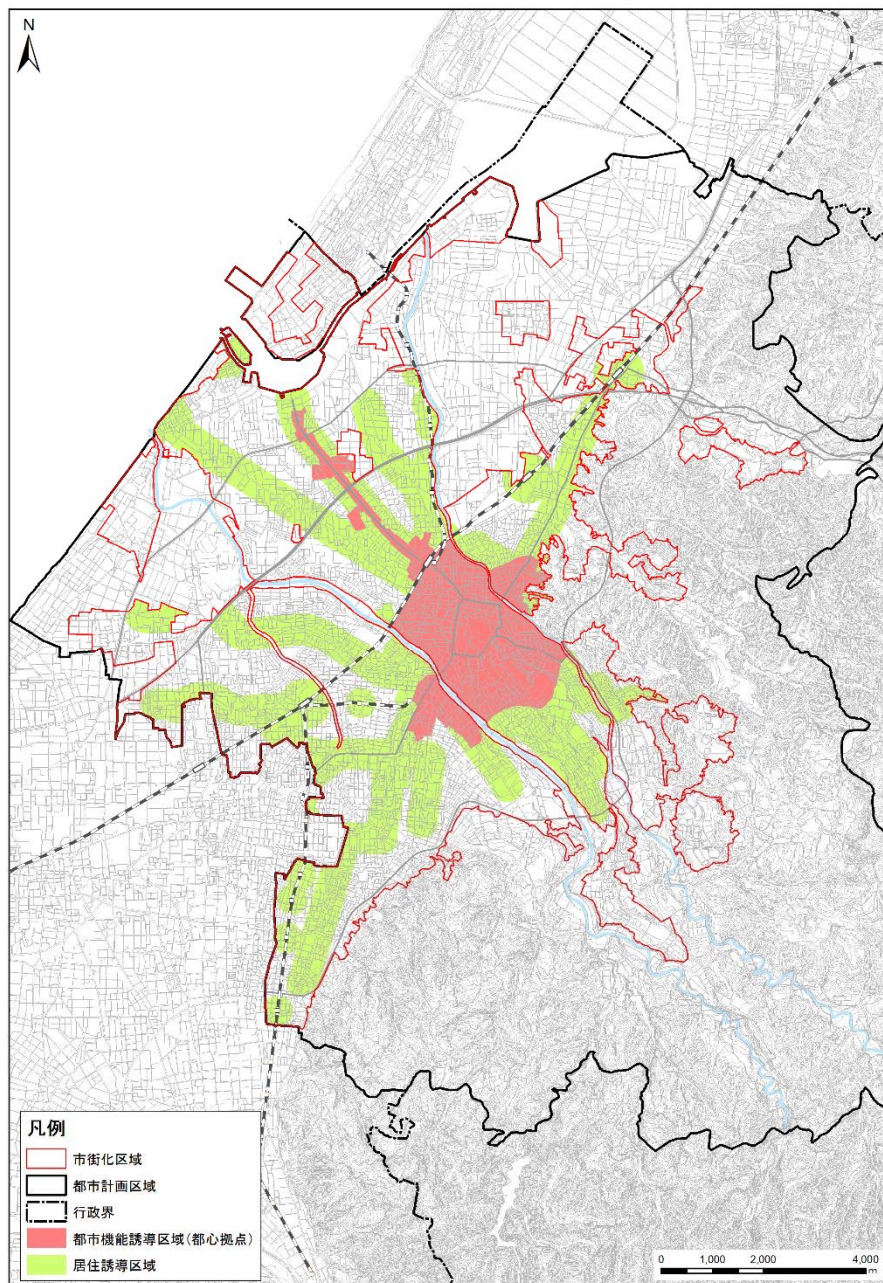 N
凡例
市街化区域
都市計画区域
行政界
都市機能誘導区域(都心拠点)
居住誘導区域
0 1,000 2,000 4,000
m